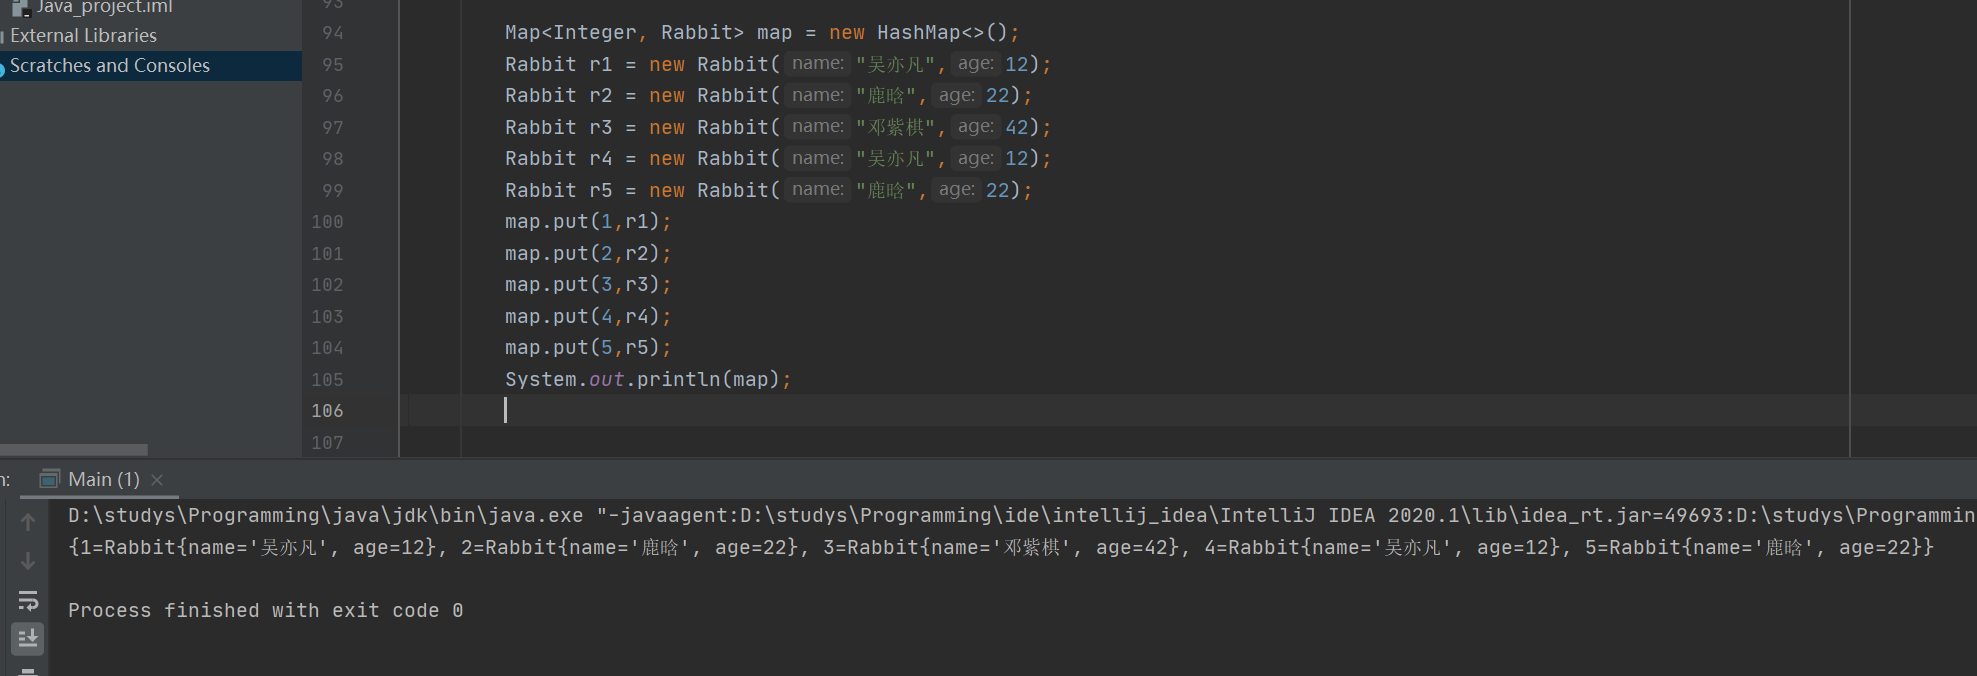 Java_project.iml
External Libraries
Scratches and Consoles
93
94 Map<Integer, Rabbit> map = new HashMap<>();
95 Rabbit r1 = new Rabbit( name: "吴亦凡", age: 12);
96 Rabbit r2 = new Rabbit( name: "鹿晗", age: 22);
97 Rabbit r3 = new Rabbit( name: "邓紫棋", age: 42);
98 Rabbit r4 = new Rabbit( name: "吴亦凡", age: 12);
99 Rabbit r5 = new Rabbit( name: "鹿晗", age: 22);
100 map.put(1,r1);
101 map.put(2,r2);
102 map.put(3,r3);
103 map.put(4,r4);
104 map.put(5,r5);
105 System.out.println(map);
106
107
Main (1)
D:\studys\Programming\java\jdk\bin\java.exe "-javaagent:D:\studys\Programming\ide\intellij_idea\IntelliJ IDEA 2020.1\lib\idea_rt.jar=49693:D:\studys\Programmin
{1=Rabbit{name='吴亦凡', age=12}, 2=Rabbit{name='鹿晗', age=22}, 3=Rabbit{name='邓紫棋', age=42}, 4=Rabbit{name='吴亦凡', age=12}, 5=Rabbit{name='鹿晗', age=22}}
Process finished with exit code 0